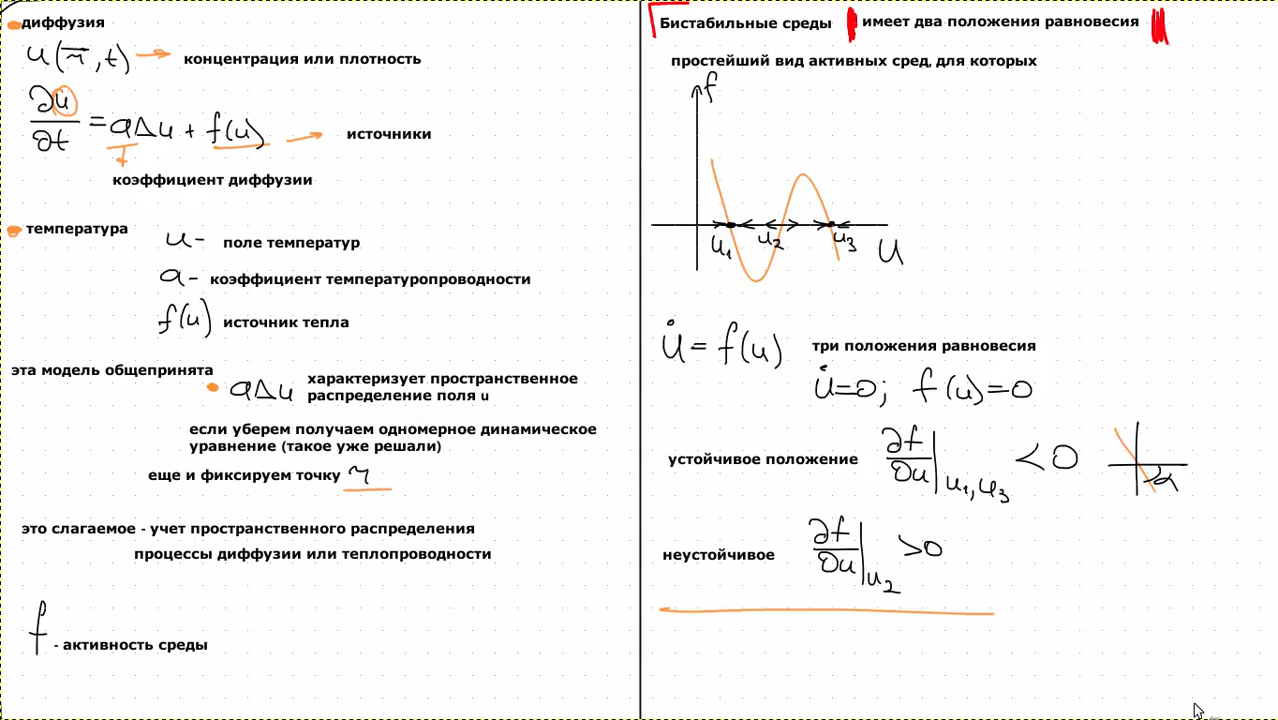 диффузия
u(r̅, t) → концентрация или плотность
∂u/∂t = aΔu + f(u) → источники
коэффициент диффузии
температура
u - поле температур
a - коэффициент температуропроводности
f(u) источник тепла
эта модель общепринята
aΔu характеризует пространственное
распределение поля u
если уберем получаем одномерное динамическое
уравнение (такое уже решали)
еще и фиксируем точку r
это слагаемое - учет пространственного распределения
процессы диффузии или теплопроводности
f - активность среды
Бистабильные среды имеет два положения равновесия
простейший вид активных сред, для которых
f
u₁ u₂ u₃ u
u̇ = f(u) три положения равновесия
u̇=0; f(u)=0
устойчивое положение ∂f/∂u|u₁,u₃ < 0
неустойчивое ∂f/∂u|u₂ >0